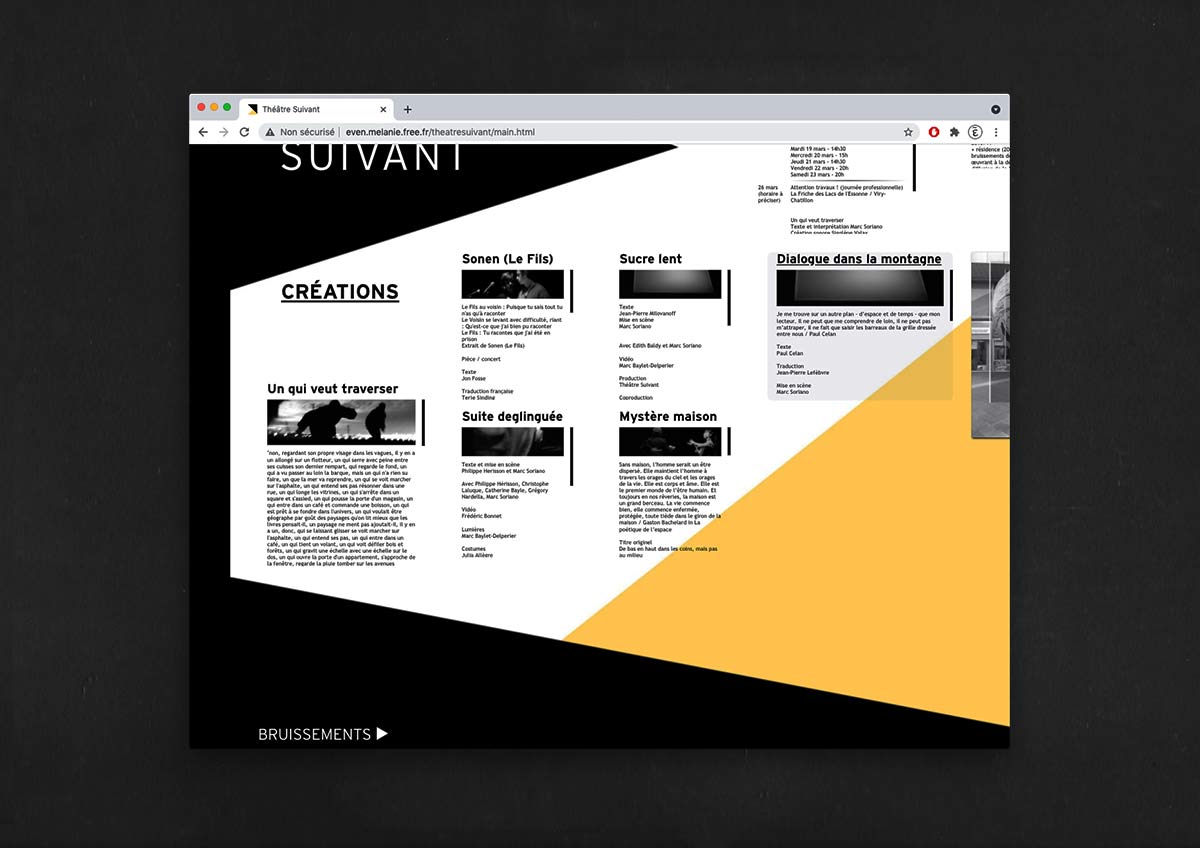 Théâtre Suivant
Non sécurisé
even.melanie.free.fr/theatresuivant/main.html
SUIVANT
Mardi 19 mars - 14h30
Mercredi 20 mars - 15h
Jeudi 21 mars - 14h30
Vendredi 22 mars - 20h
Samedi 23 mars - 20h
26 mars
(horaire à
préciser)
Attention travaux ! (journée professionnelle)
La Friche des Lacs de l'Essonne / Viry-
Chatillon
Un qui veut traverser
Texte et interprétation Marc Soriano
+ résidence (20
bruissements de
œuvrant à la d
CRÉATIONS
Un qui veut traverser
"non, regardant son propre visage dans les vagues, il y en a
un allongé sur un flotteur, un qui serre avec peine entre
ses cuisses son dernier rempart, qui regarde le fond, un
qui a vu passer au loin la barque, mais un qui n'a rien su
faire, un que la mer va reprendre, un qui se voit marcher
sur l'asphalte, un qui entend ses pas résonner dans une
rue, un qui longe les vitrines, un qui s'arrête dans un
square et s'assied, un qui pousse la porte d'un magasin, un
qui entre dans un café et commande une boisson, un qui
est prêt à se fondre dans l'univers, un qui voulait être
géographe par goût des paysages qu'on lit mieux que les
livres pensait-il, un paysage ne ment pas ajoutait-il, il y en
a un, donc, qui se laissant glisser se voit marcher sur
l'asphalte, un qui entend ses pas, un qui entre dans un
café, un qui tient un volant, un qui voit défiler bois et
forêts, un qui gravit une échelle avec une échelle sur le
dos, un qui ouvre la porte d'un appartement, s'approche de
la fenêtre, regarde la pluie tomber sur les avenues
Sonen (Le Fils)
Le Fils au voisin : Puisque tu sais tout tu
n'as qu'à raconter
Le Voisin se levant avec difficulté, riant
: Qu'est-ce que j'ai bien pu raconter
Le Fils : Tu racontes que j'ai été en
prison
Extrait de Sonen (Le Fils)
Pièce / concert
Texte
Jon Fosse
Traduction française
Terje Sinding
Suite deglinguée
Texte et mise en scène
Philippe Hérisson et Marc Soriano
Avec Philippe Hérisson, Christophe
Laluque, Catherine Bayle, Grégory
Nardella, Marc Soriano
Vidéo
Frédéric Bonnet
Lumières
Marc Baylet-Delperier
Costumes
Julia Allègre
Sucre lent
Texte
Jean-Pierre Milovanoff
Mise en scène
Marc Soriano
Avec Edith Baldy et Marc Soriano
Vidéo
Marc Baylet-Delperier
Production
Théâtre Suivant
Coproduction
Mystère maison
Sans maison, l'homme serait un être
dispersé. Elle maintient l'homme à
travers les orages du ciel et les orages
de la vie. Elle est corps et âme. Elle est
le premier monde de l'être humain. Et
toujours en nos rêveries, la maison est
un grand berceau. La vie commence
bien, elle commence enfermée,
protégée, toute tiède dans le giron de la
maison / Gaston Bachelard in La
poétique de l'espace
Titre originel
De bas en haut dans les coins, mais pas
au milieu
Dialogue dans la montagne
Je me trouve sur un autre plan - d'espace et de temps - que mon
lecteur. Il ne peut que me comprendre de loin, il ne peut pas
m'attraper, il ne fait que saisir les barreaux de la grille dressée
entre nous / Paul Celan
Texte
Paul Celan
Traduction
Jean-Pierre Lefèbvre
Mise en scène
Marc Soriano
BRUISSEMENTS